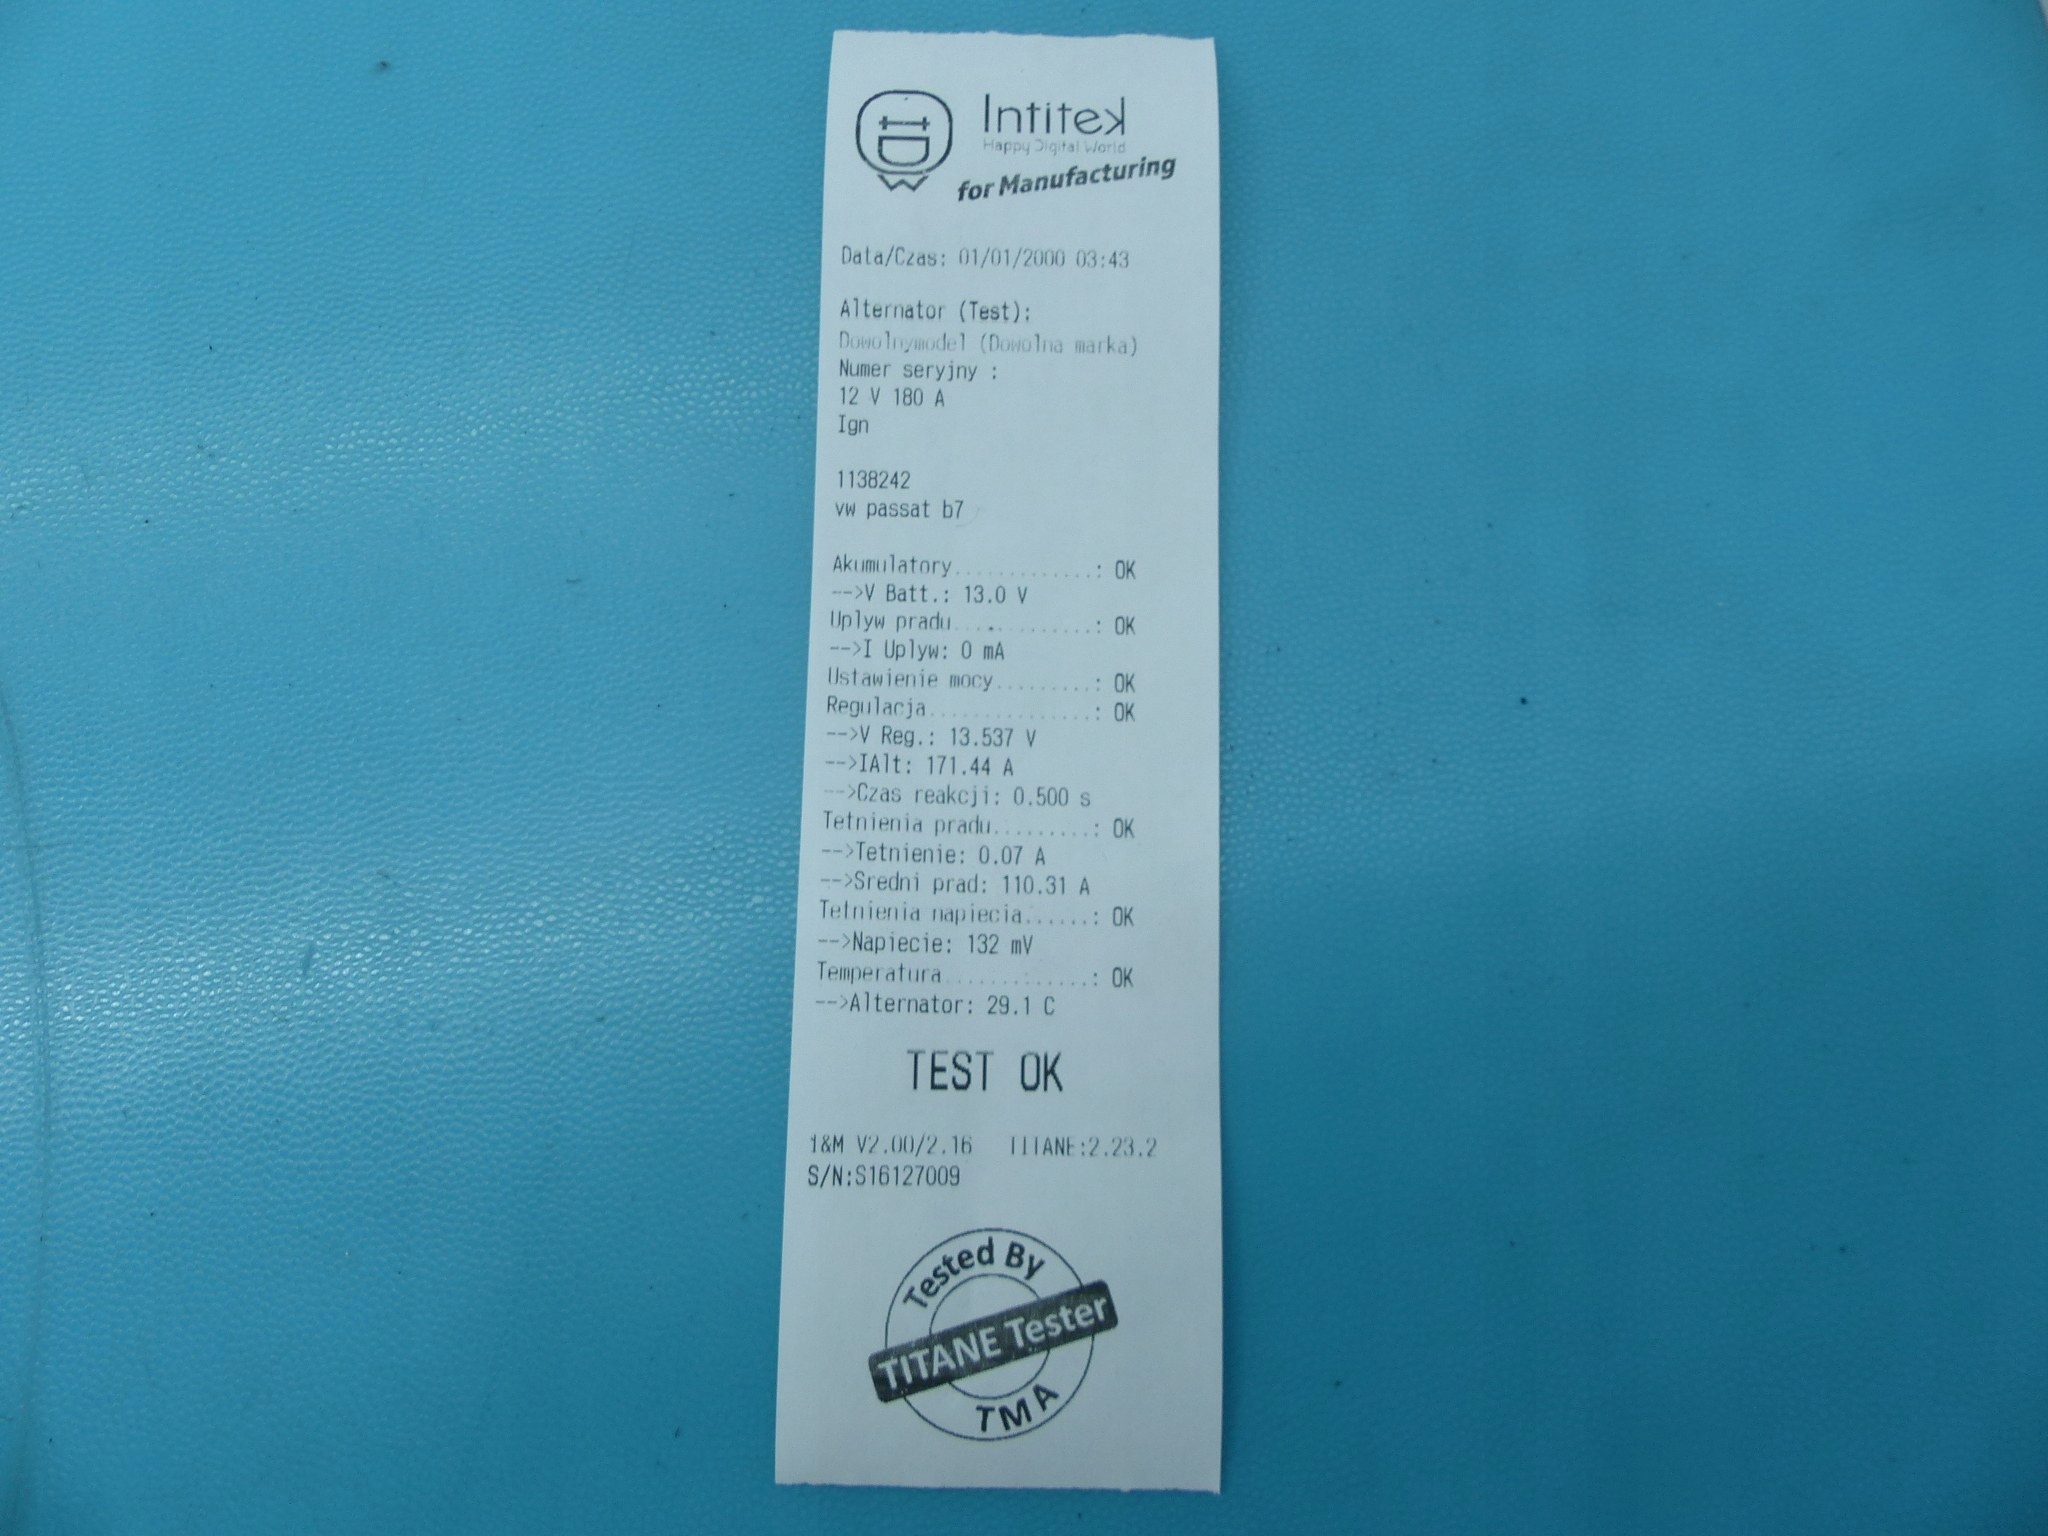 HD
W
Intitek
Happy Digital World
for Manufacturing
Data/Czas: 01/01/2000 03:43
Alternator (Test):
Dowolnymodel (Dowolna marka)
Numer seryjny :
12 V 180 A
Ign
1138242
vw passat b7
Akumulatory.............: OK
-->V Batt.: 13.0 V
Uplyw pradu.............: OK
-->I Uplyw: 0 mA
Ustawienie mocy.........: OK
Regulacja...............: OK
-->V Reg.: 13.537 V
-->IAlt: 171.44 A
-->Czas reakcji: 0.500 s
Tetnienia pradu.........: OK
-->Tetnienie: 0.07 A
-->Sredni prad: 110.31 A
Tetnienia napiecia......: OK
-->Napiecie: 132 mV
Temperatura.............: OK
-->Alternator: 29.1 C
TEST OK
1&M V2.00/2.16 TITANE:2.23.2
S/N:S16127009
Tested By
TITANE Tester
TMA